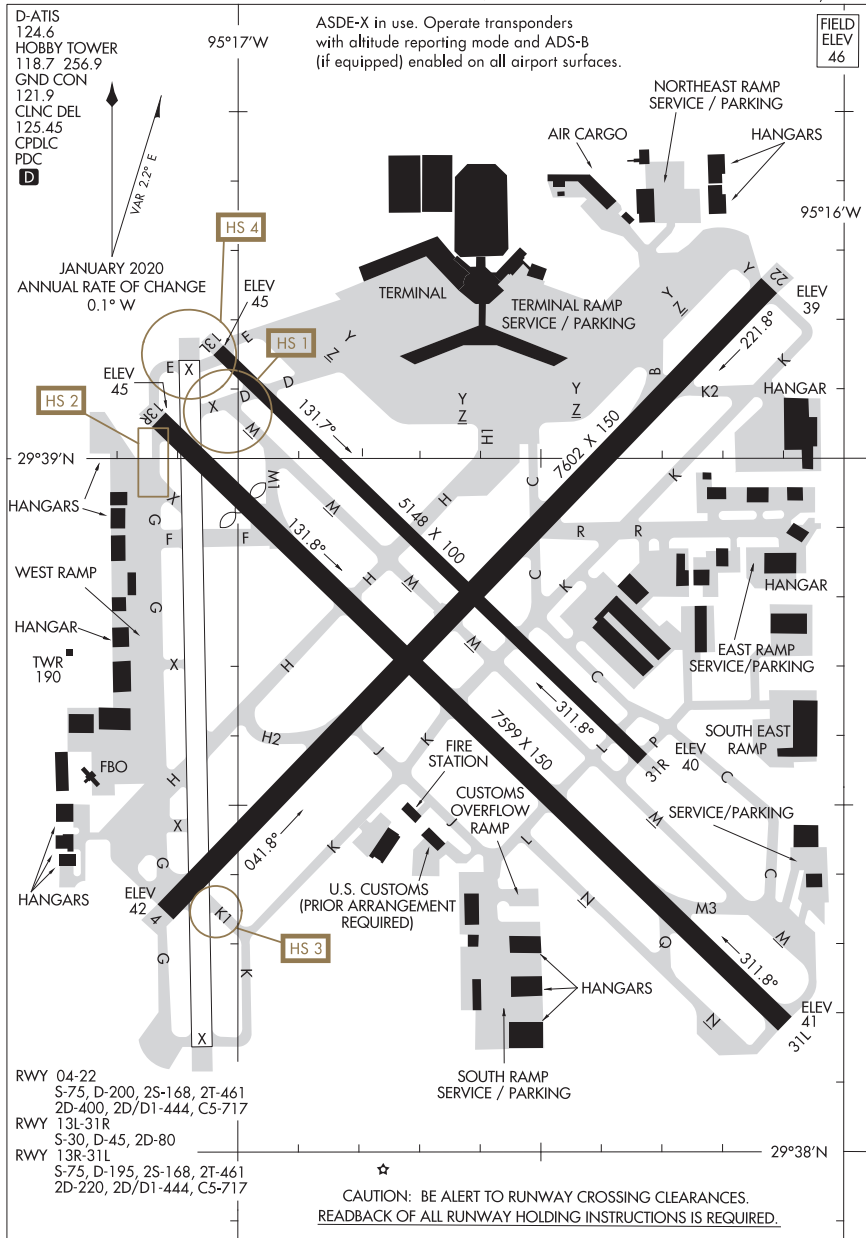 D-ATIS
124.6
HOBBY TOWER
118.7 256.9
GND CON
121.9
CLNC DEL
125.45
CPDLC
PDC
D
95°17'W
ASDE-X in use. Operate transponders
with altitude reporting mode and ADS-B
(if equipped) enabled on all airport surfaces.
FIELD
ELEV
46
VAR 2.2° E
JANUARY 2020
ANNUAL RATE OF CHANGE
0.1° W
NORTHEAST RAMP
SERVICE / PARKING
AIR CARGO
HANGARS
95°16'W
HS 4
ELEV
45
TERMINAL
TERMINAL RAMP
SERVICE / PARKING
Y
Z
Y
Z
Y
22
ELEV
39
221.8°
13L
E
E
X
HS 1
ELEV
45
D
D
X
HS 2
13R
M
131.7°
Y
Z
Y
Z
H1
B
K2
K
HANGAR
7602 X 150
29°39'N
HANGARS
X
G
F
F
M1
M
H
C
K
5148 X 100
131.8°
R
R
WEST RAMP
G
H
M
C
K
HANGAR
HANGAR
TWR
190
X
H
M
C
EAST RAMP
SERVICE/PARKING
311.8°
7599 X 150
H2
J
K
L
P
31R
ELEV
40
C
SOUTH EAST
RAMP
FBO
H
FIRE
STATION
CUSTOMS
OVERFLOW
RAMP
SERVICE/PARKING
X
041.8°
K
J
L
M
G
C
HANGARS
ELEV
42
4
K1
U.S. CUSTOMS
(PRIOR ARRANGEMENT
REQUIRED)
N
M3
M
HS 3
G
K
Q
311.8°
HANGARS
N
ELEV
41
31L
X
SOUTH RAMP
SERVICE / PARKING
RWY 04-22
S-75, D-200, 2S-168, 2T-461
2D-400, 2D/D1-444, C5-717
RWY 13L-31R
S-30, D-45, 2D-80
RWY 13R-31L
S-75, D-195, 2S-168, 2T-461
2D-220, 2D/D1-444, C5-717
29°38'N
CAUTION: BE ALERT TO RUNWAY CROSSING CLEARANCES.
READBACK OF ALL RUNWAY HOLDING INSTRUCTIONS IS REQUIRED.